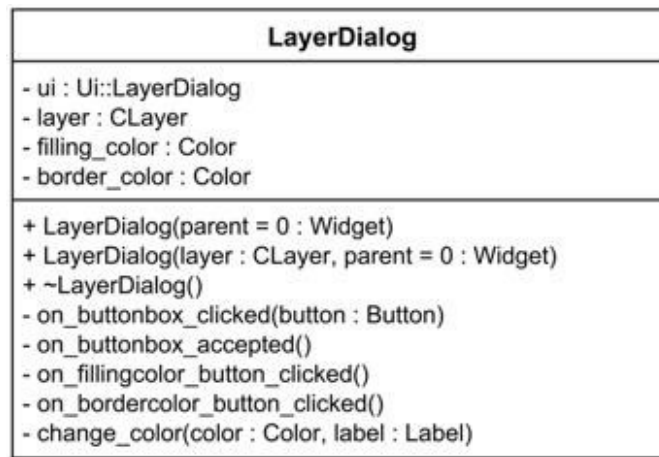 LayerDialog
- ui : Ui::LayerDialog
- layer : CLayer
- filling_color : Color
- border_color : Color
+ LayerDialog(parent = 0 : Widget)
+ LayerDialog(layer : CLayer, parent = 0 : Widget)
+ ~LayerDialog()
- on_buttonbox_clicked(button : Button)
- on_buttonbox_accepted()
- on_fillingcolor_button_clicked()
- on_bordercolor_button_clicked()
- change_color(color : Color, label : Label)